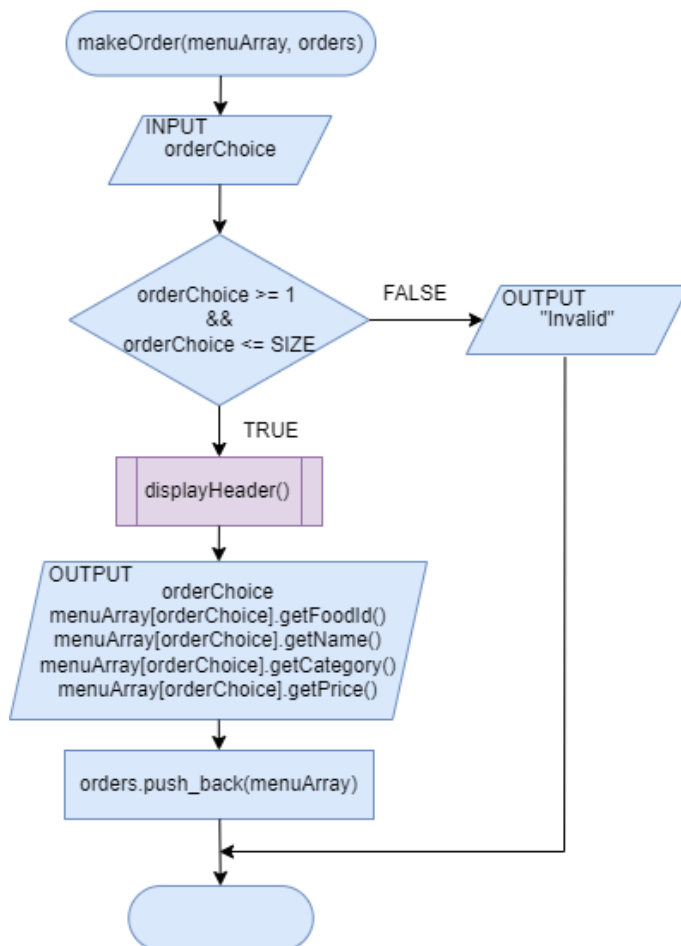 makeOrder(menuArray, orders)
INPUT
orderChoice
orderChoice >= 1
&&
orderChoice <= SIZE
FALSE
OUTPUT
"Invalid"
TRUE
displayHeader()
OUTPUT
orderChoice
menuArray[orderChoice].getFoodId()
menuArray[orderChoice].getName()
menuArray[orderChoice].getCategory()
menuArray[orderChoice].getPrice()
orders.push_back(menuArray)